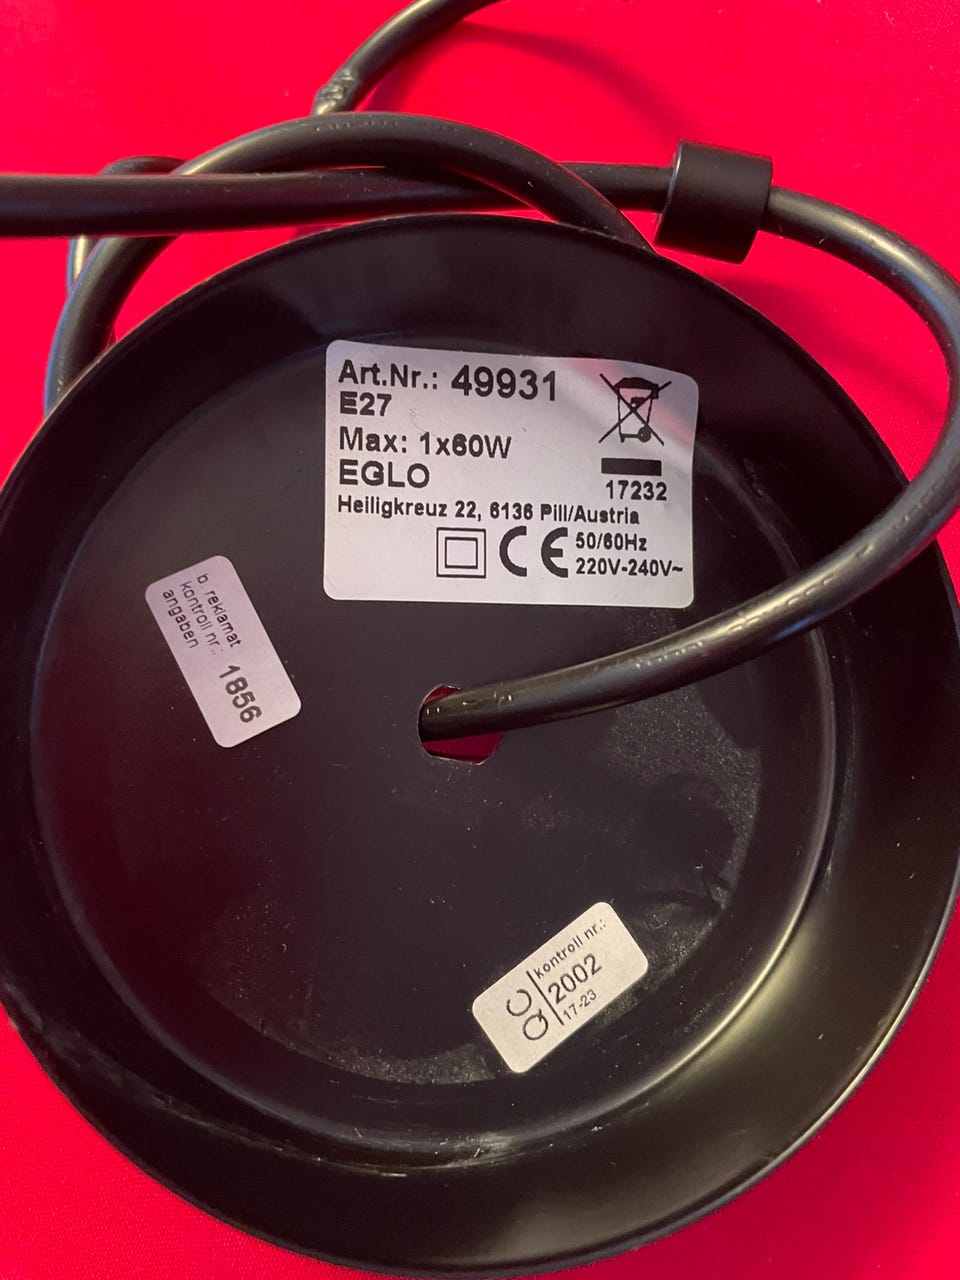 Art.Nr.: 49931
E27
Max: 1x60W
EGLO
17232
Heiligkreuz 22, 6136 Pill/Austria
CE 50/60Hz
220V-240V~
b. reklamat
kontroll nr.:
angaben
1856
QC
kontroll nr.:
2002
17-23